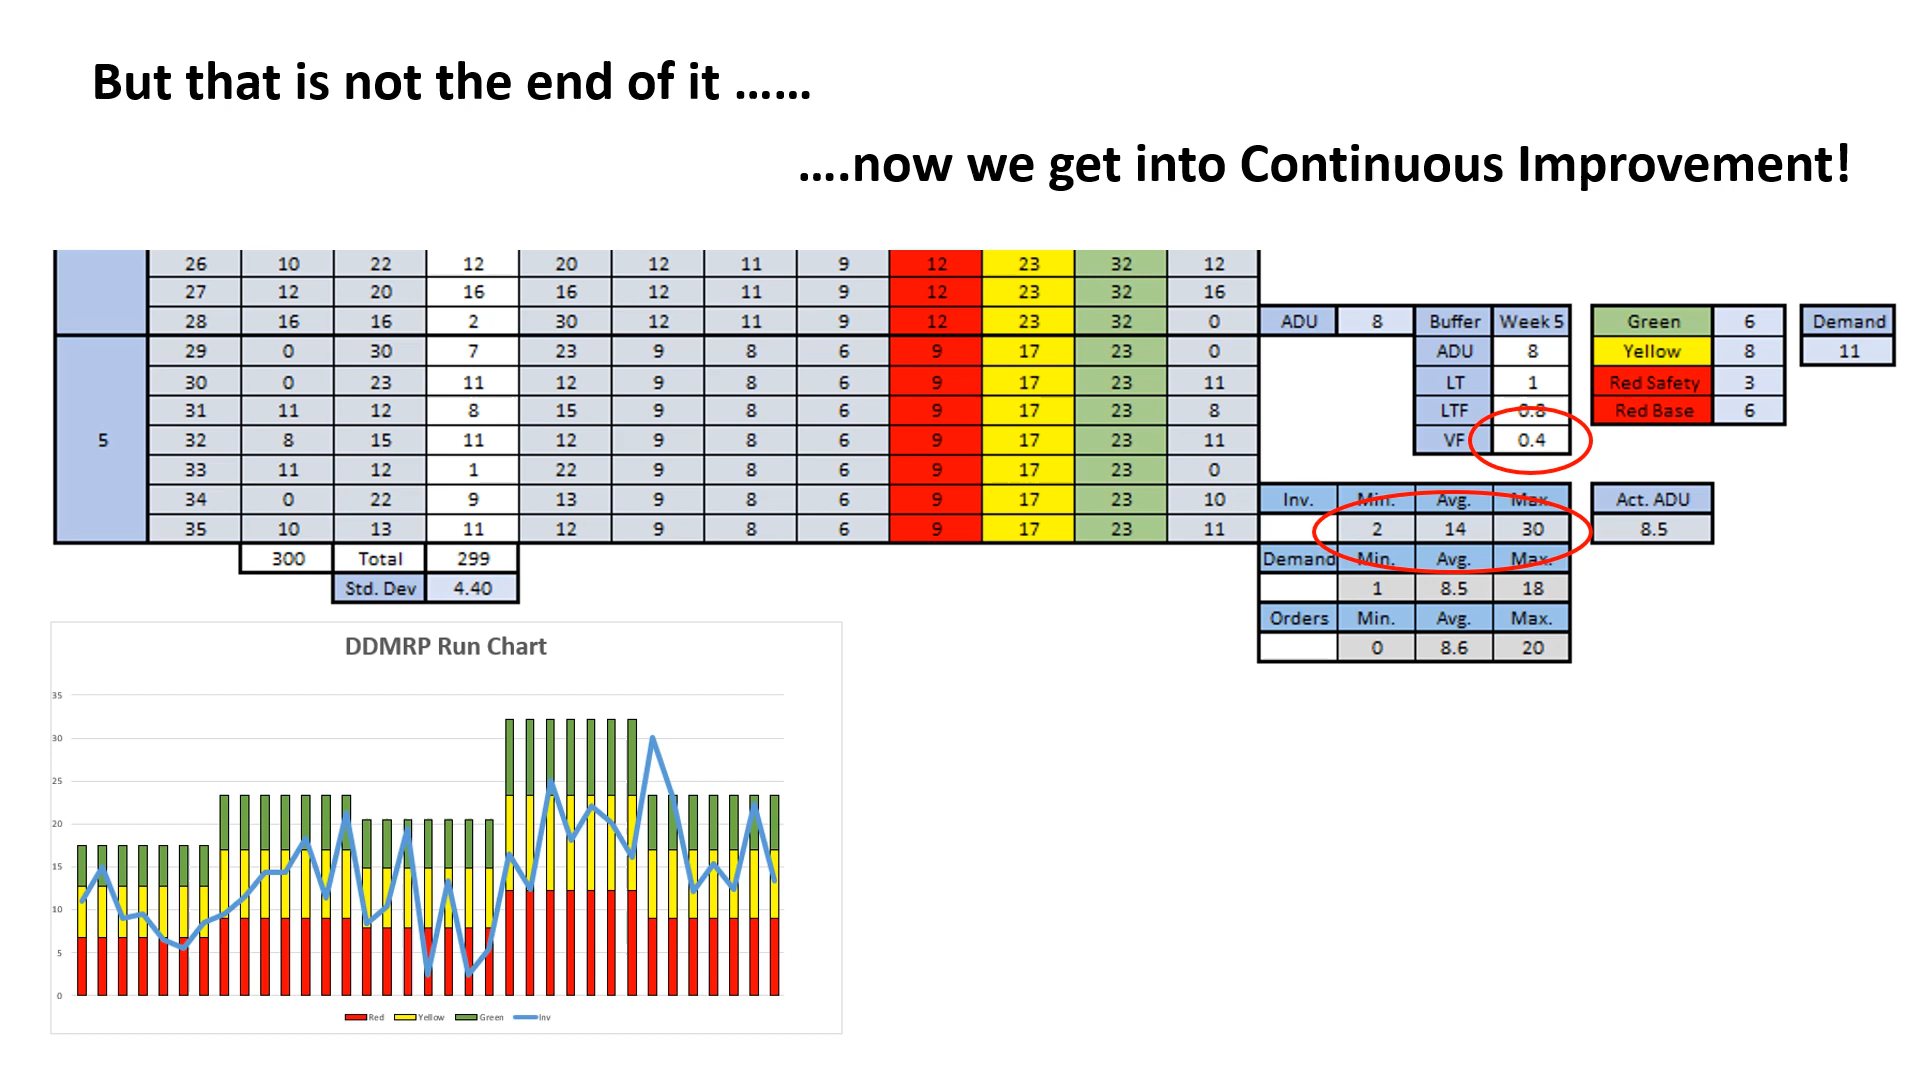 But that is not the end of it ......
....now we get into Continuous Improvement!
26 10 22 12 20 12 11 9 12 23 32 12
27 12 20 16 16 12 11 9 12 23 32 16
28 16 16 2 30 12 11 9 12 23 32 0 ADU 8 Buffer Week 5 Green 6 Demand
29 0 30 7 23 9 8 6 9 17 23 0 ADU 8 Yellow 8 11
30 0 23 11 12 9 8 6 9 17 23 11 LT 1 Red Safety 3
31 11 12 8 15 9 8 6 9 17 23 8 LTF 0.8 Red Base 6
5 32 8 15 11 12 9 8 6 9 17 23 11 VF 0.4
33 11 12 1 22 9 8 6 9 17 23 0
34 0 22 9 13 9 8 6 9 17 23 10 Inv. Min. Avg. Max. Act. ADU
35 10 13 11 12 9 8 6 9 17 23 11 2 14 30 8.5
300 Total 299 Demand Min. Avg. Max.
Std. Dev 4.40 1 8.5 18
Orders Min. Avg. Max.
0 8.6 20
DDMRP Run Chart
35
30
25
20
15
10
5
0
Red Yellow Green Inv